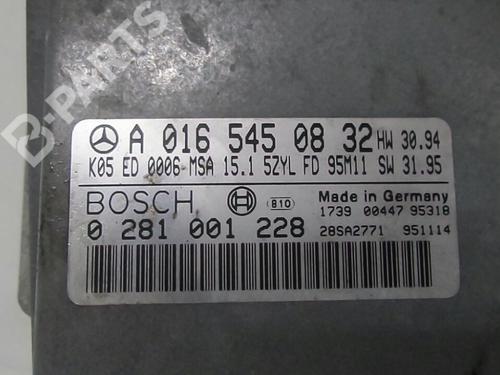 B-PARTS
A 016 545 08 32 HW 30.94
K05 ED 0006-MSA 15.1 5ZYL FD 95M11 SW 31.95
BOSCH 810 Made in Germany
1739 00447 95318
0 281 001 228 28SA2771 951114